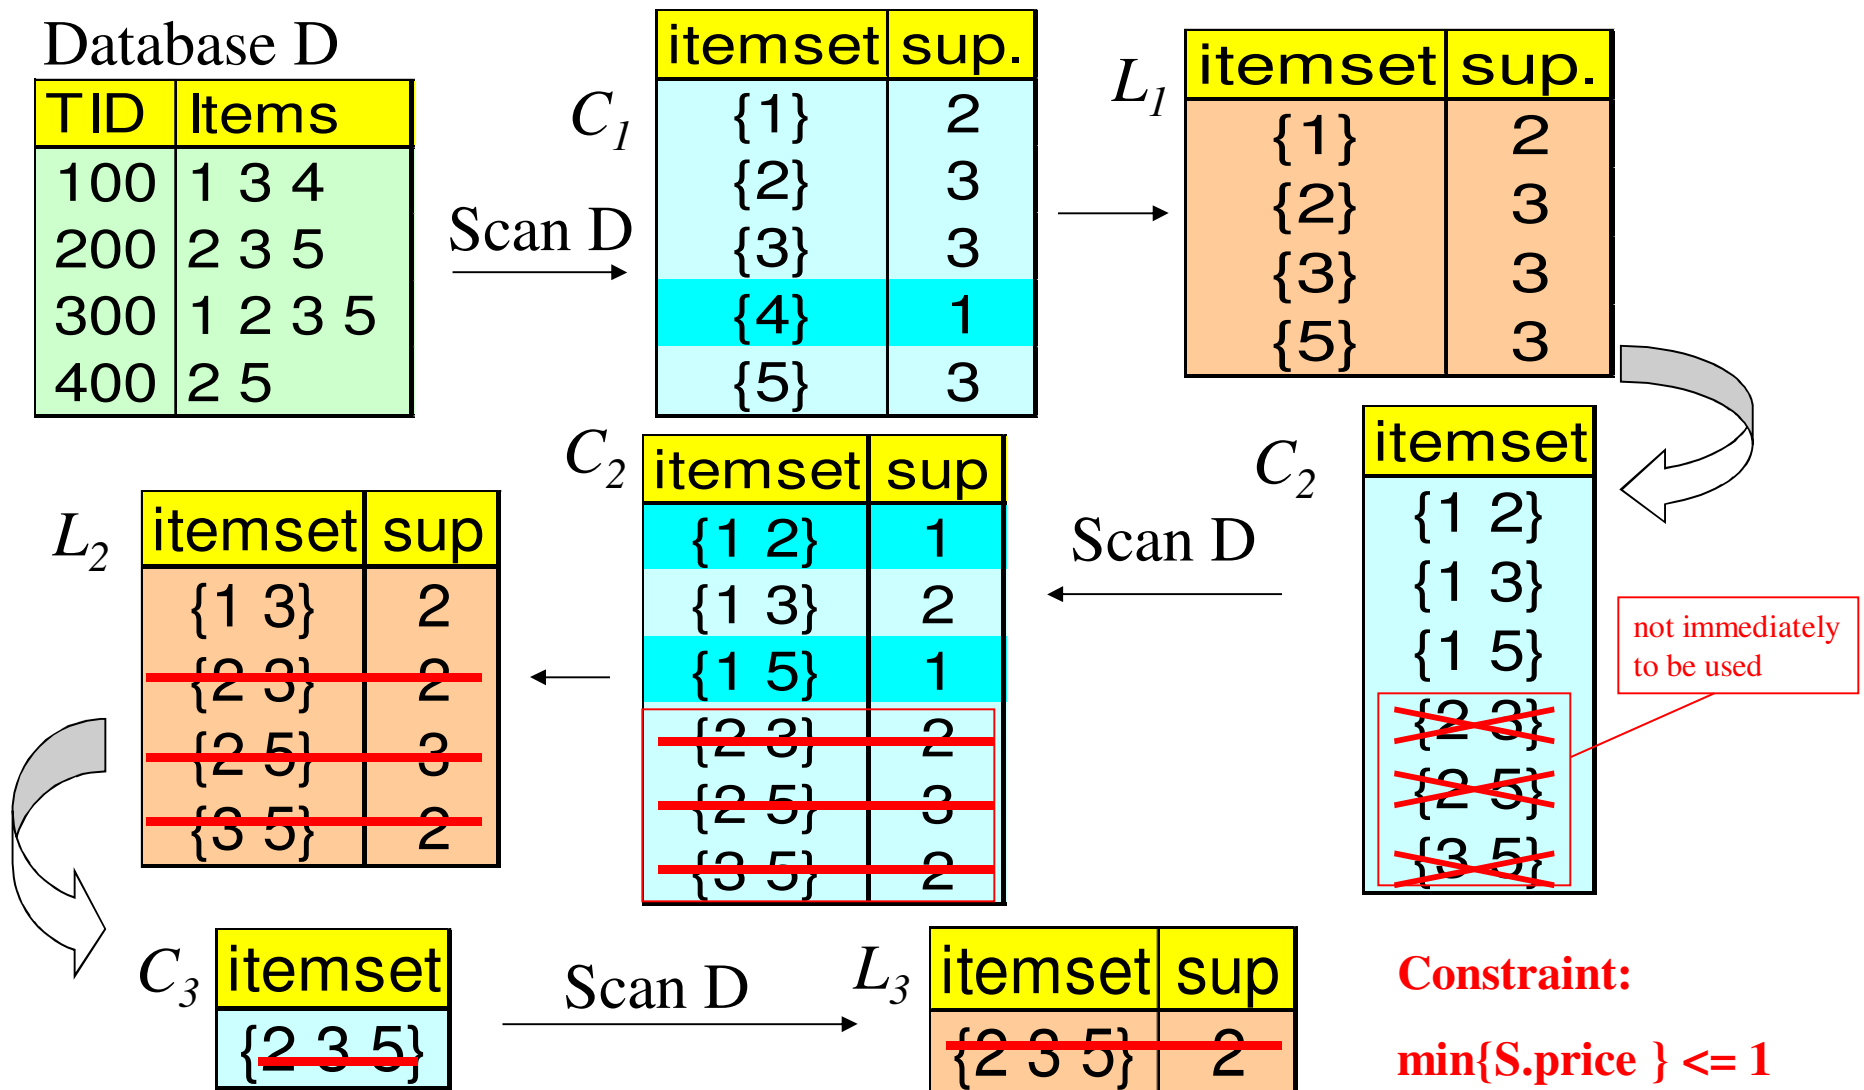 Database D
TID Items
100 1 3 4
200 2 3 5
300 1 2 3 5
400 2 5
Scan D
C1
itemset sup.
{1} 2
{2} 3
{3} 3
{4} 1
{5} 3
L1
itemset sup.
{1} 2
{2} 3
{3} 3
{5} 3
C2
itemset
{1 2}
{1 3}
{1 5}
{2 3}
{2 5}
{3 5}
not immediately
to be used
Scan D
C2
itemset sup
{1 2} 1
{1 3} 2
{1 5} 1
{2 3} 2
{2 5} 3
{3 5} 2
L2
itemset sup
{1 3} 2
{2 3} 2
{2 5} 3
{3 5} 2
C3
itemset
{2 3 5}
Scan D
L3
itemset sup
{2 3 5} 2
Constraint:
min{S.price } <= 1